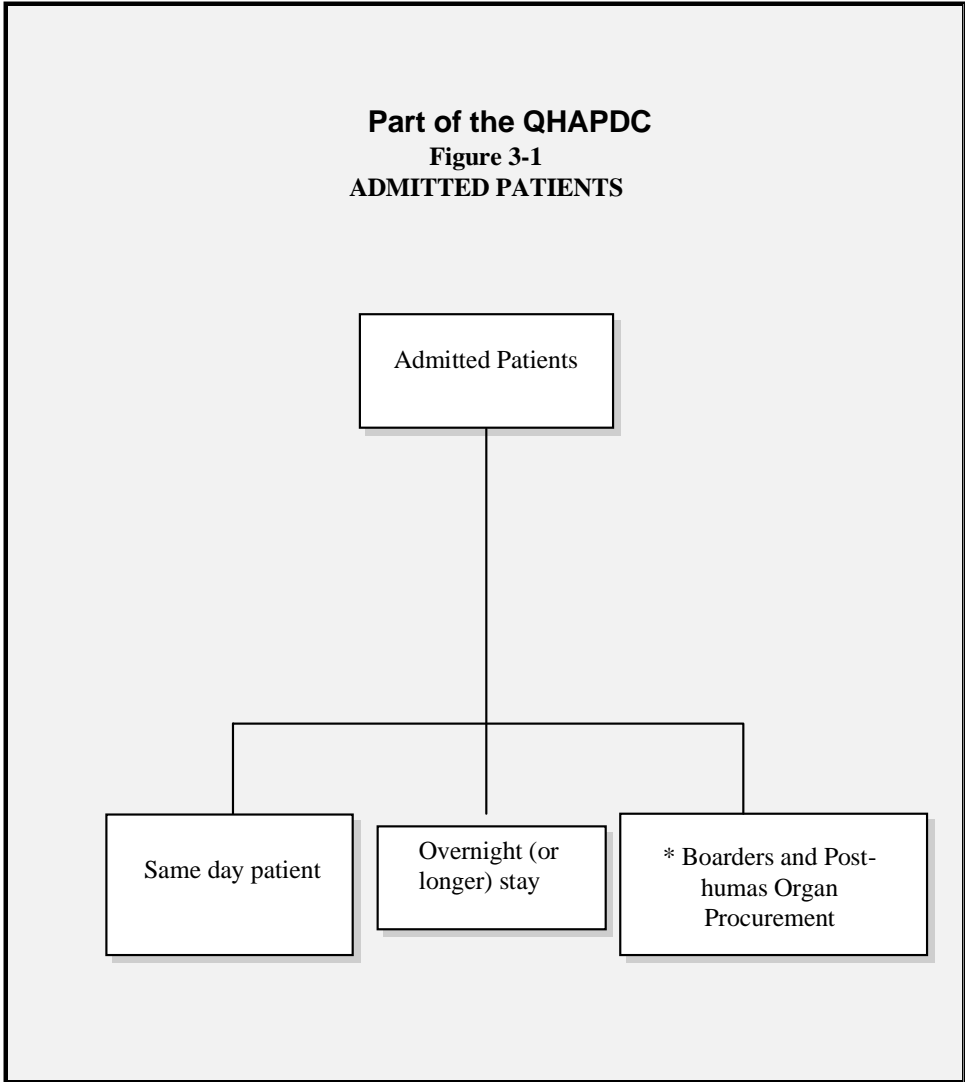 Part of the QHAPDC
Figure 3-1
ADMITTED PATIENTS
Admitted Patients
Same day patient
Overnight (or
longer) stay
* Boarders and Post-
humas Organ
Procurement